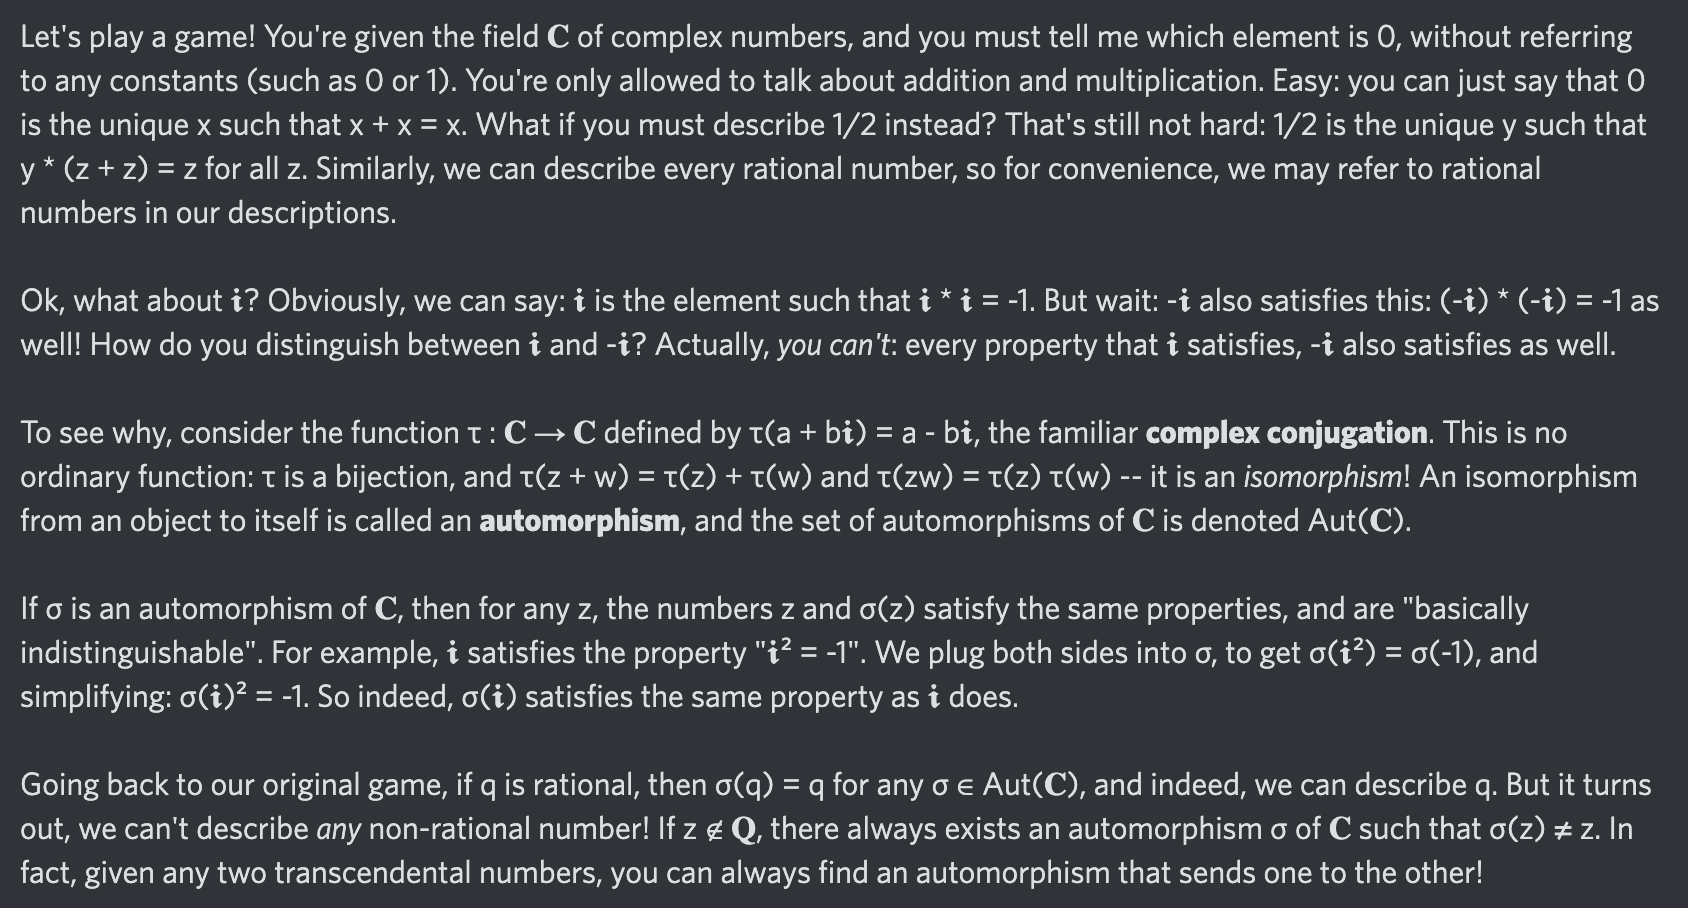 Let's play a game! You're given the field C of complex numbers, and you must tell me which element is 0, without referring
to any constants (such as 0 or 1). You're only allowed to talk about addition and multiplication. Easy: you can just say that 0
is the unique x such that x + x = x. What if you must describe 1/2 instead? That's still not hard: 1/2 is the unique y such that
y * (z + z) = z for all z. Similarly, we can describe every rational number, so for convenience, we may refer to rational
numbers in our descriptions.
Ok, what about i? Obviously, we can say: i is the element such that i * i = -1. But wait: -i also satisfies this: (-i) * (-i) = -1 as
well! How do you distinguish between i and -i? Actually, you can't: every property that i satisfies, -i also satisfies as well.
To see why, consider the function τ : C → C defined by τ(a + bi) = a - bi, the familiar complex conjugation. This is no
ordinary function: τ is a bijection, and τ(z + w) = τ(z) + τ(w) and τ(zw) = τ(z) τ(w) -- it is an isomorphism! An isomorphism
from an object to itself is called an automorphism, and the set of automorphisms of C is denoted Aut(C).
If σ is an automorphism of C, then for any z, the numbers z and σ(z) satisfy the same properties, and are "basically
indistinguishable". For example, i satisfies the property "i² = -1". We plug both sides into σ, to get σ(i²) = σ(-1), and
simplifying: σ(i)² = -1. So indeed, σ(i) satisfies the same property as i does.
Going back to our original game, if q is rational, then σ(q) = q for any σ ∈ Aut(C), and indeed, we can describe q. But it turns
out, we can't describe any non-rational number! If z ∉ Q, there always exists an automorphism σ of C such that σ(z) ≠ z. In
fact, given any two transcendental numbers, you can always find an automorphism that sends one to the other!